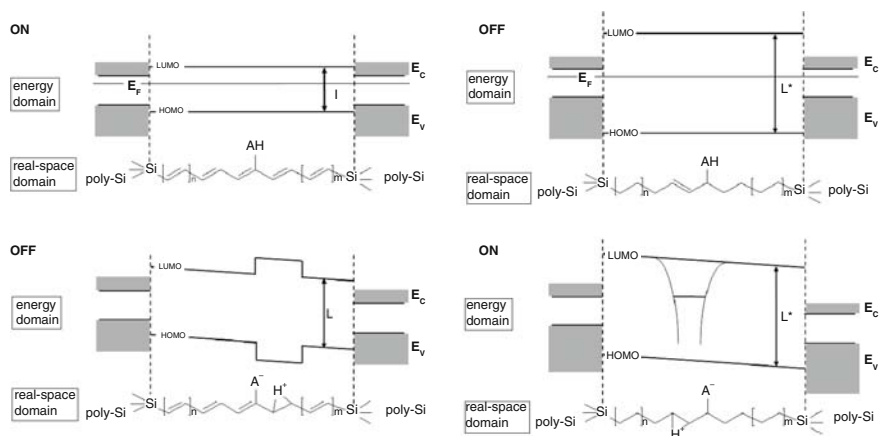 ON
LUMO
E_C
energy domain
E_F
I
HOMO
E_V
AH
real-space domain
poly-Si
Si
n
m
Si
poly-Si
OFF
LUMO
E_C
energy domain
E_F
L*
HOMO
E_V
AH
real-space domain
poly-Si
Si
n
m
Si
poly-Si
OFF
LUMO
energy domain
E_C
L
HOMO
E_V
A⁻
H⁺
real-space domain
poly-Si
Si
n
m
Si
poly-Si
ON
LUMO
energy domain
E_C
L*
HOMO
E_V
A⁻
real-space domain
poly-Si
Si
n
H⁺
m
Si
poly-Si